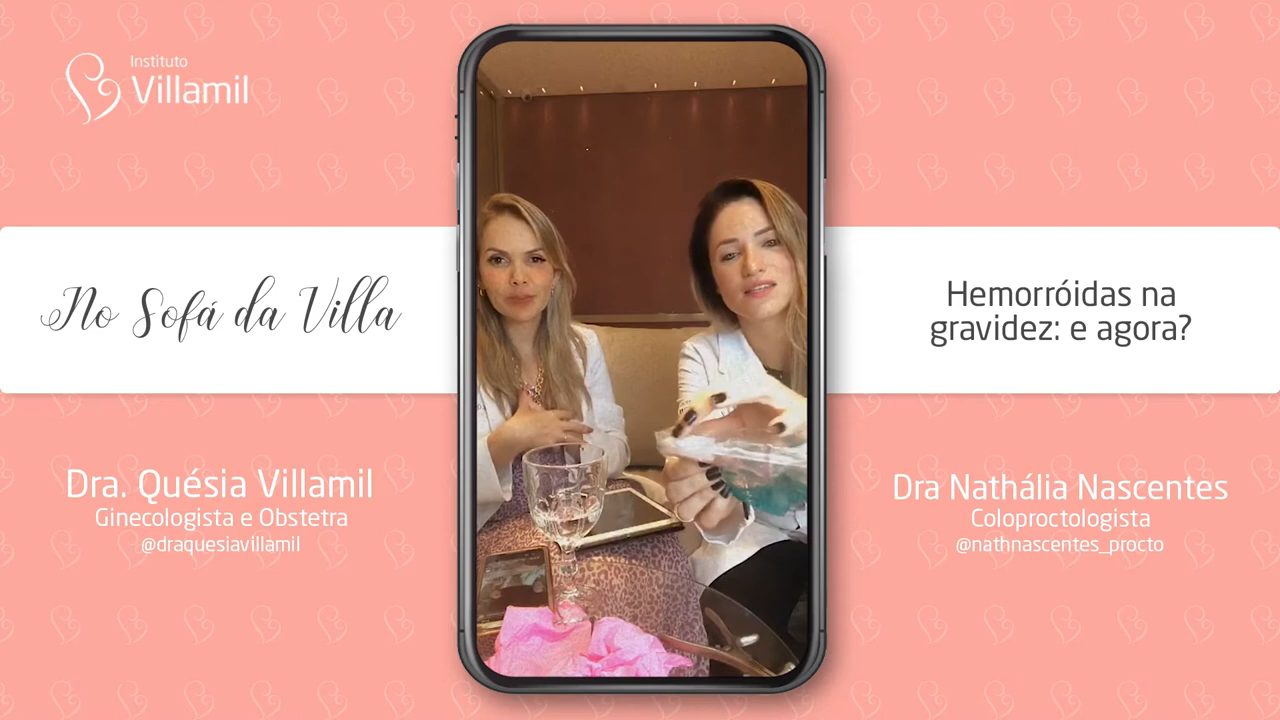 Instituto
Villamil
No Sofá da Villa
Hemorróidas na
gravidez: e agora?
Dra. Quésia Villamil
Ginecologista e Obstetra
@draquesiavillamil
Dra Nathália Nascentes
Coloproctologista
@nathnascentes_procto